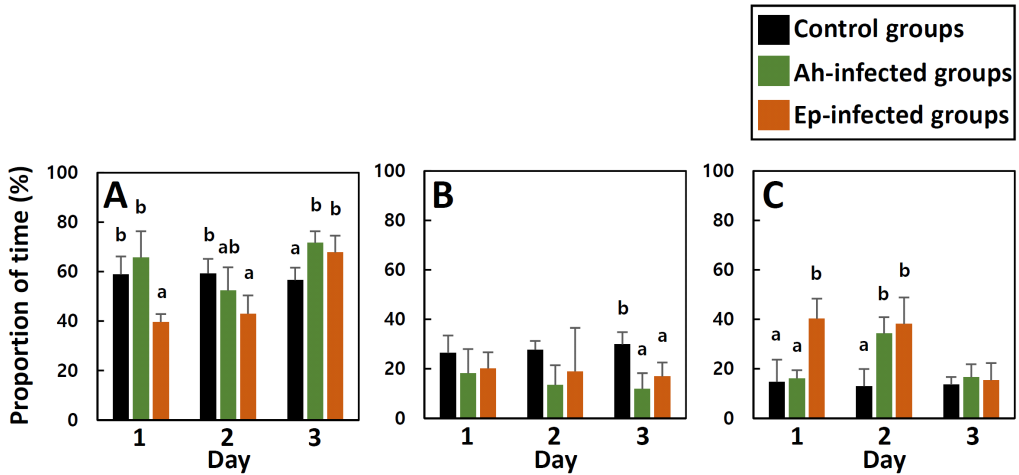 Control groups
Ah-infected groups
Ep-infected groups
Proportion of time (%)
A
100
80
60
40
20
0
b
b
a
b
ab
a
a
b
b
1
2
3
Day
B
100
80
60
40
20
0
b
a
a
1
2
3
Day
C
100
80
60
40
20
0
a
a
b
a
b
b
1
2
3
Day